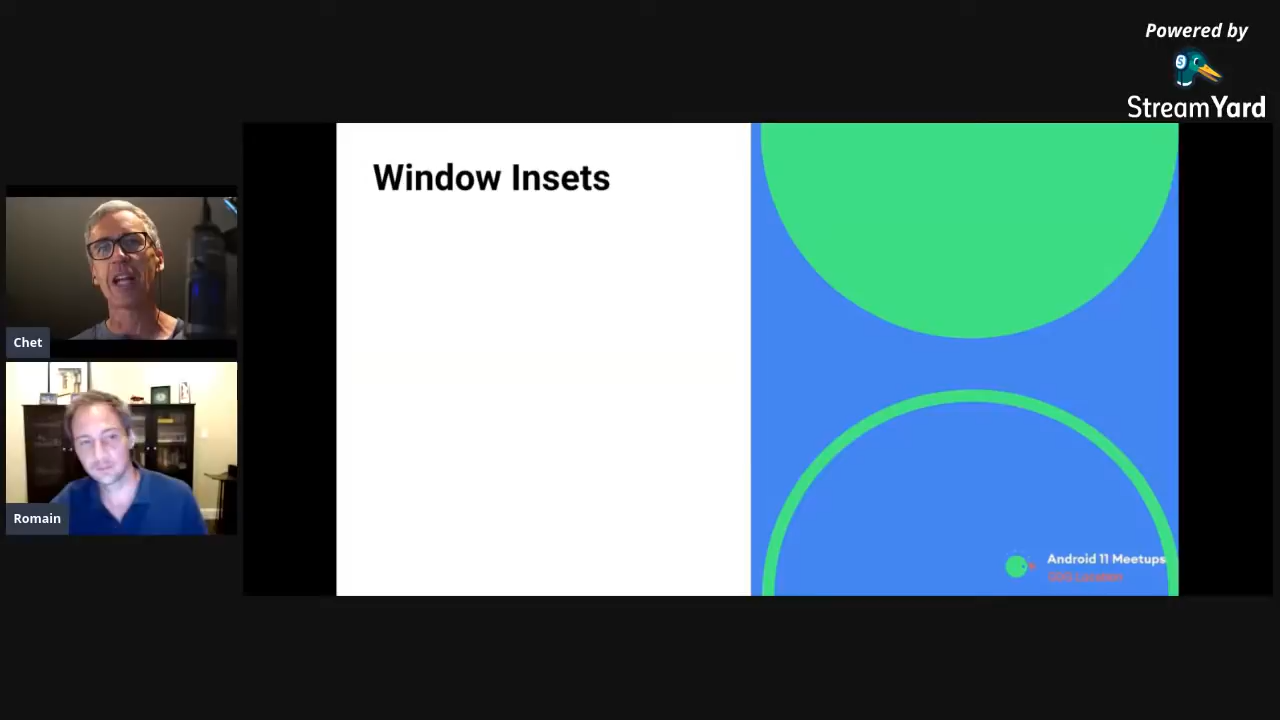 Powered by
StreamYard
Window Insets
Chet
Romain
Android 11 Meetups